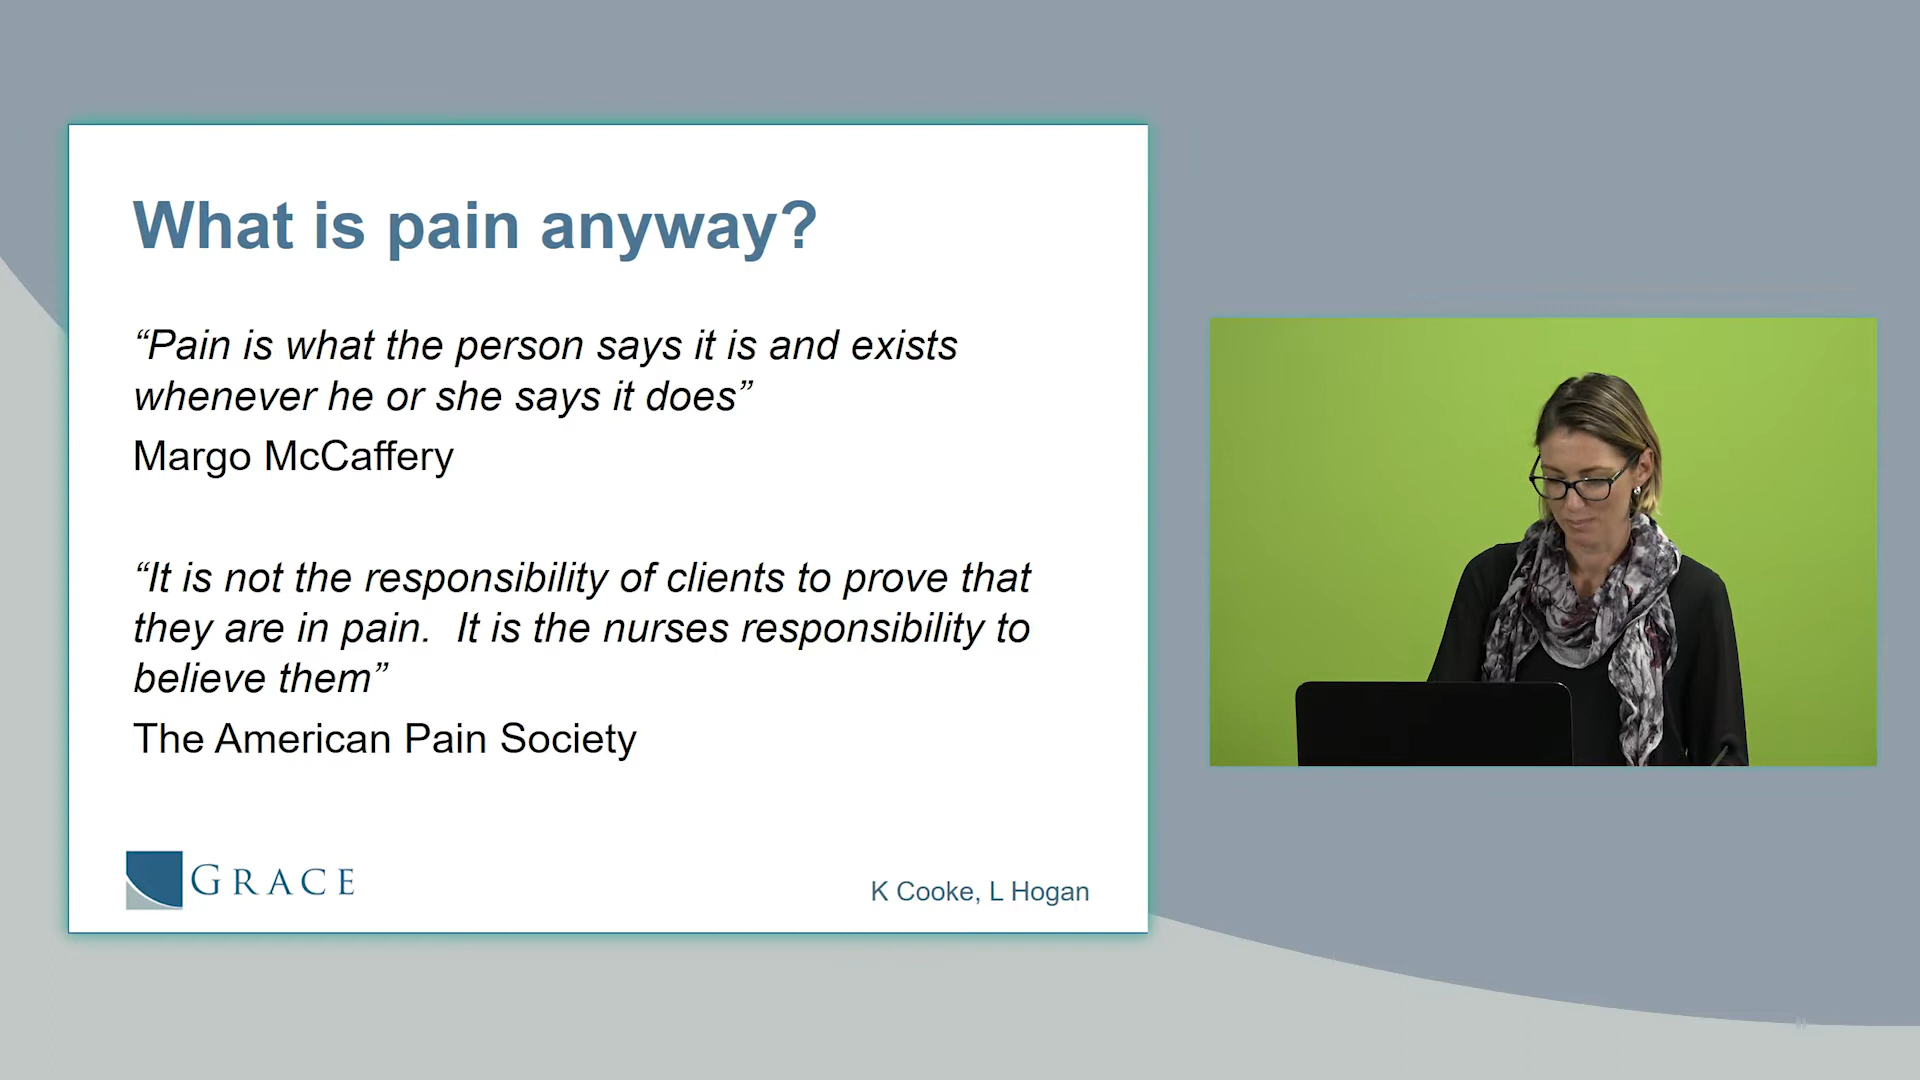 What is pain anyway?
“Pain is what the person says it is and exists
whenever he or she says it does”
Margo McCaffery
“It is not the responsibility of clients to prove that
they are in pain.  It is the nurses responsibility to
believe them”
The American Pain Society
GRACE
K Cooke, L Hogan